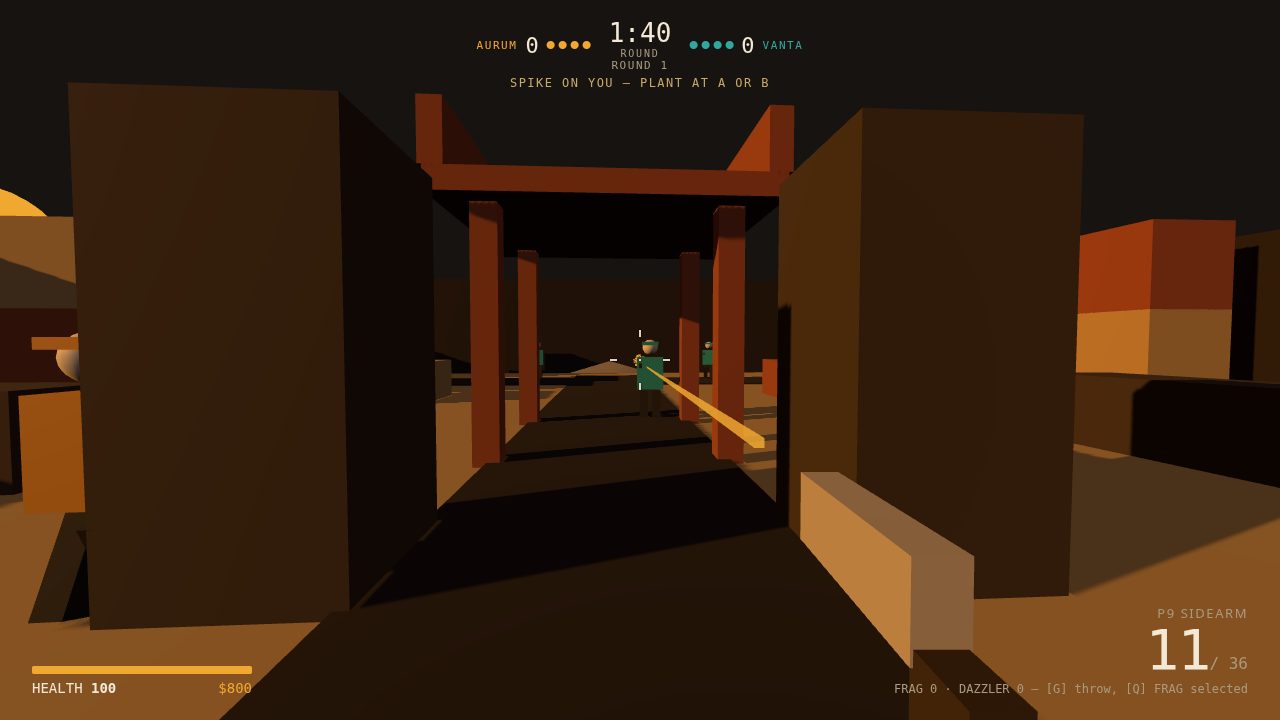 AURUM 0 1:40 0 VANTA
ROUND
ROUND 1
SPIKE ON YOU — PLANT AT A OR B
P9 SIDEARM
11 / 36
HEALTH 100 $800
FRAG 0 · DAZZLER 0 — [G] throw, [Q] FRAG selected